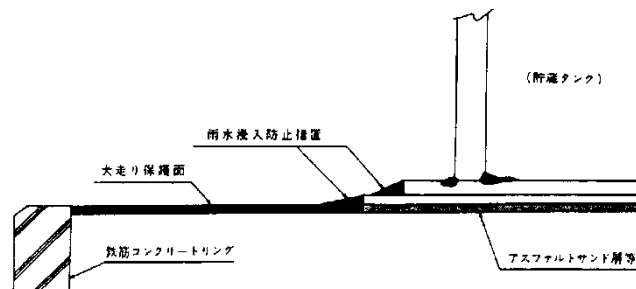 (貯蔵タンク)
雨水浸入防止措置
犬走り保護面
鉄筋コンクリートリング
アスファルトサンド層等